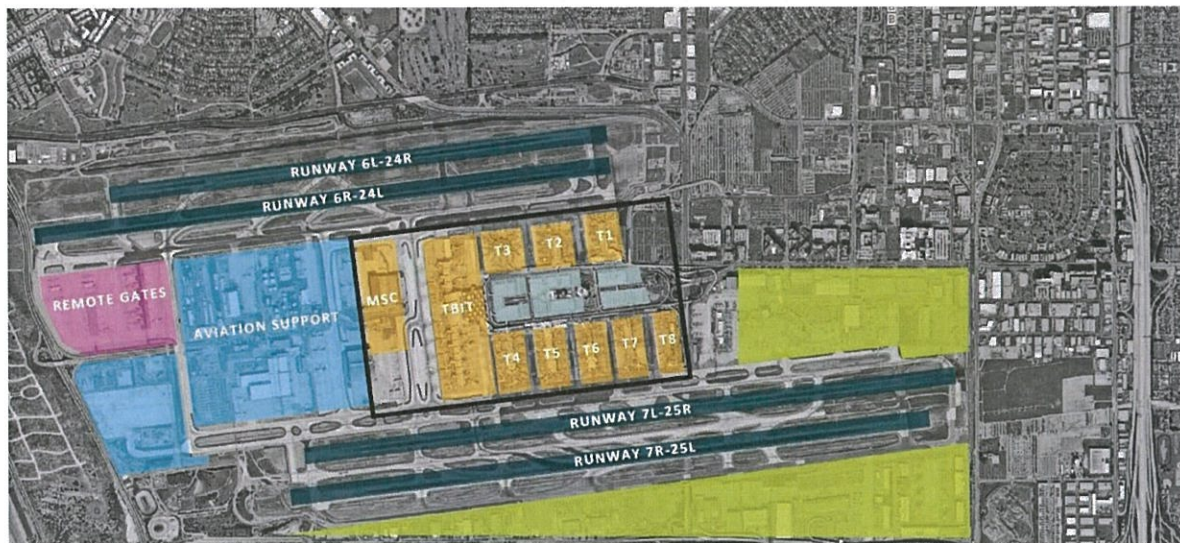 RUNWAY 6L-24R
RUNWAY 6R-24L
T3 T2 T1
REMOTE GATES
AVIATION SUPPORT
MSC
TBIT
T4 T5 T6 T7 T8
RUNWAY 7L-25R
RUNWAY 7R-25L